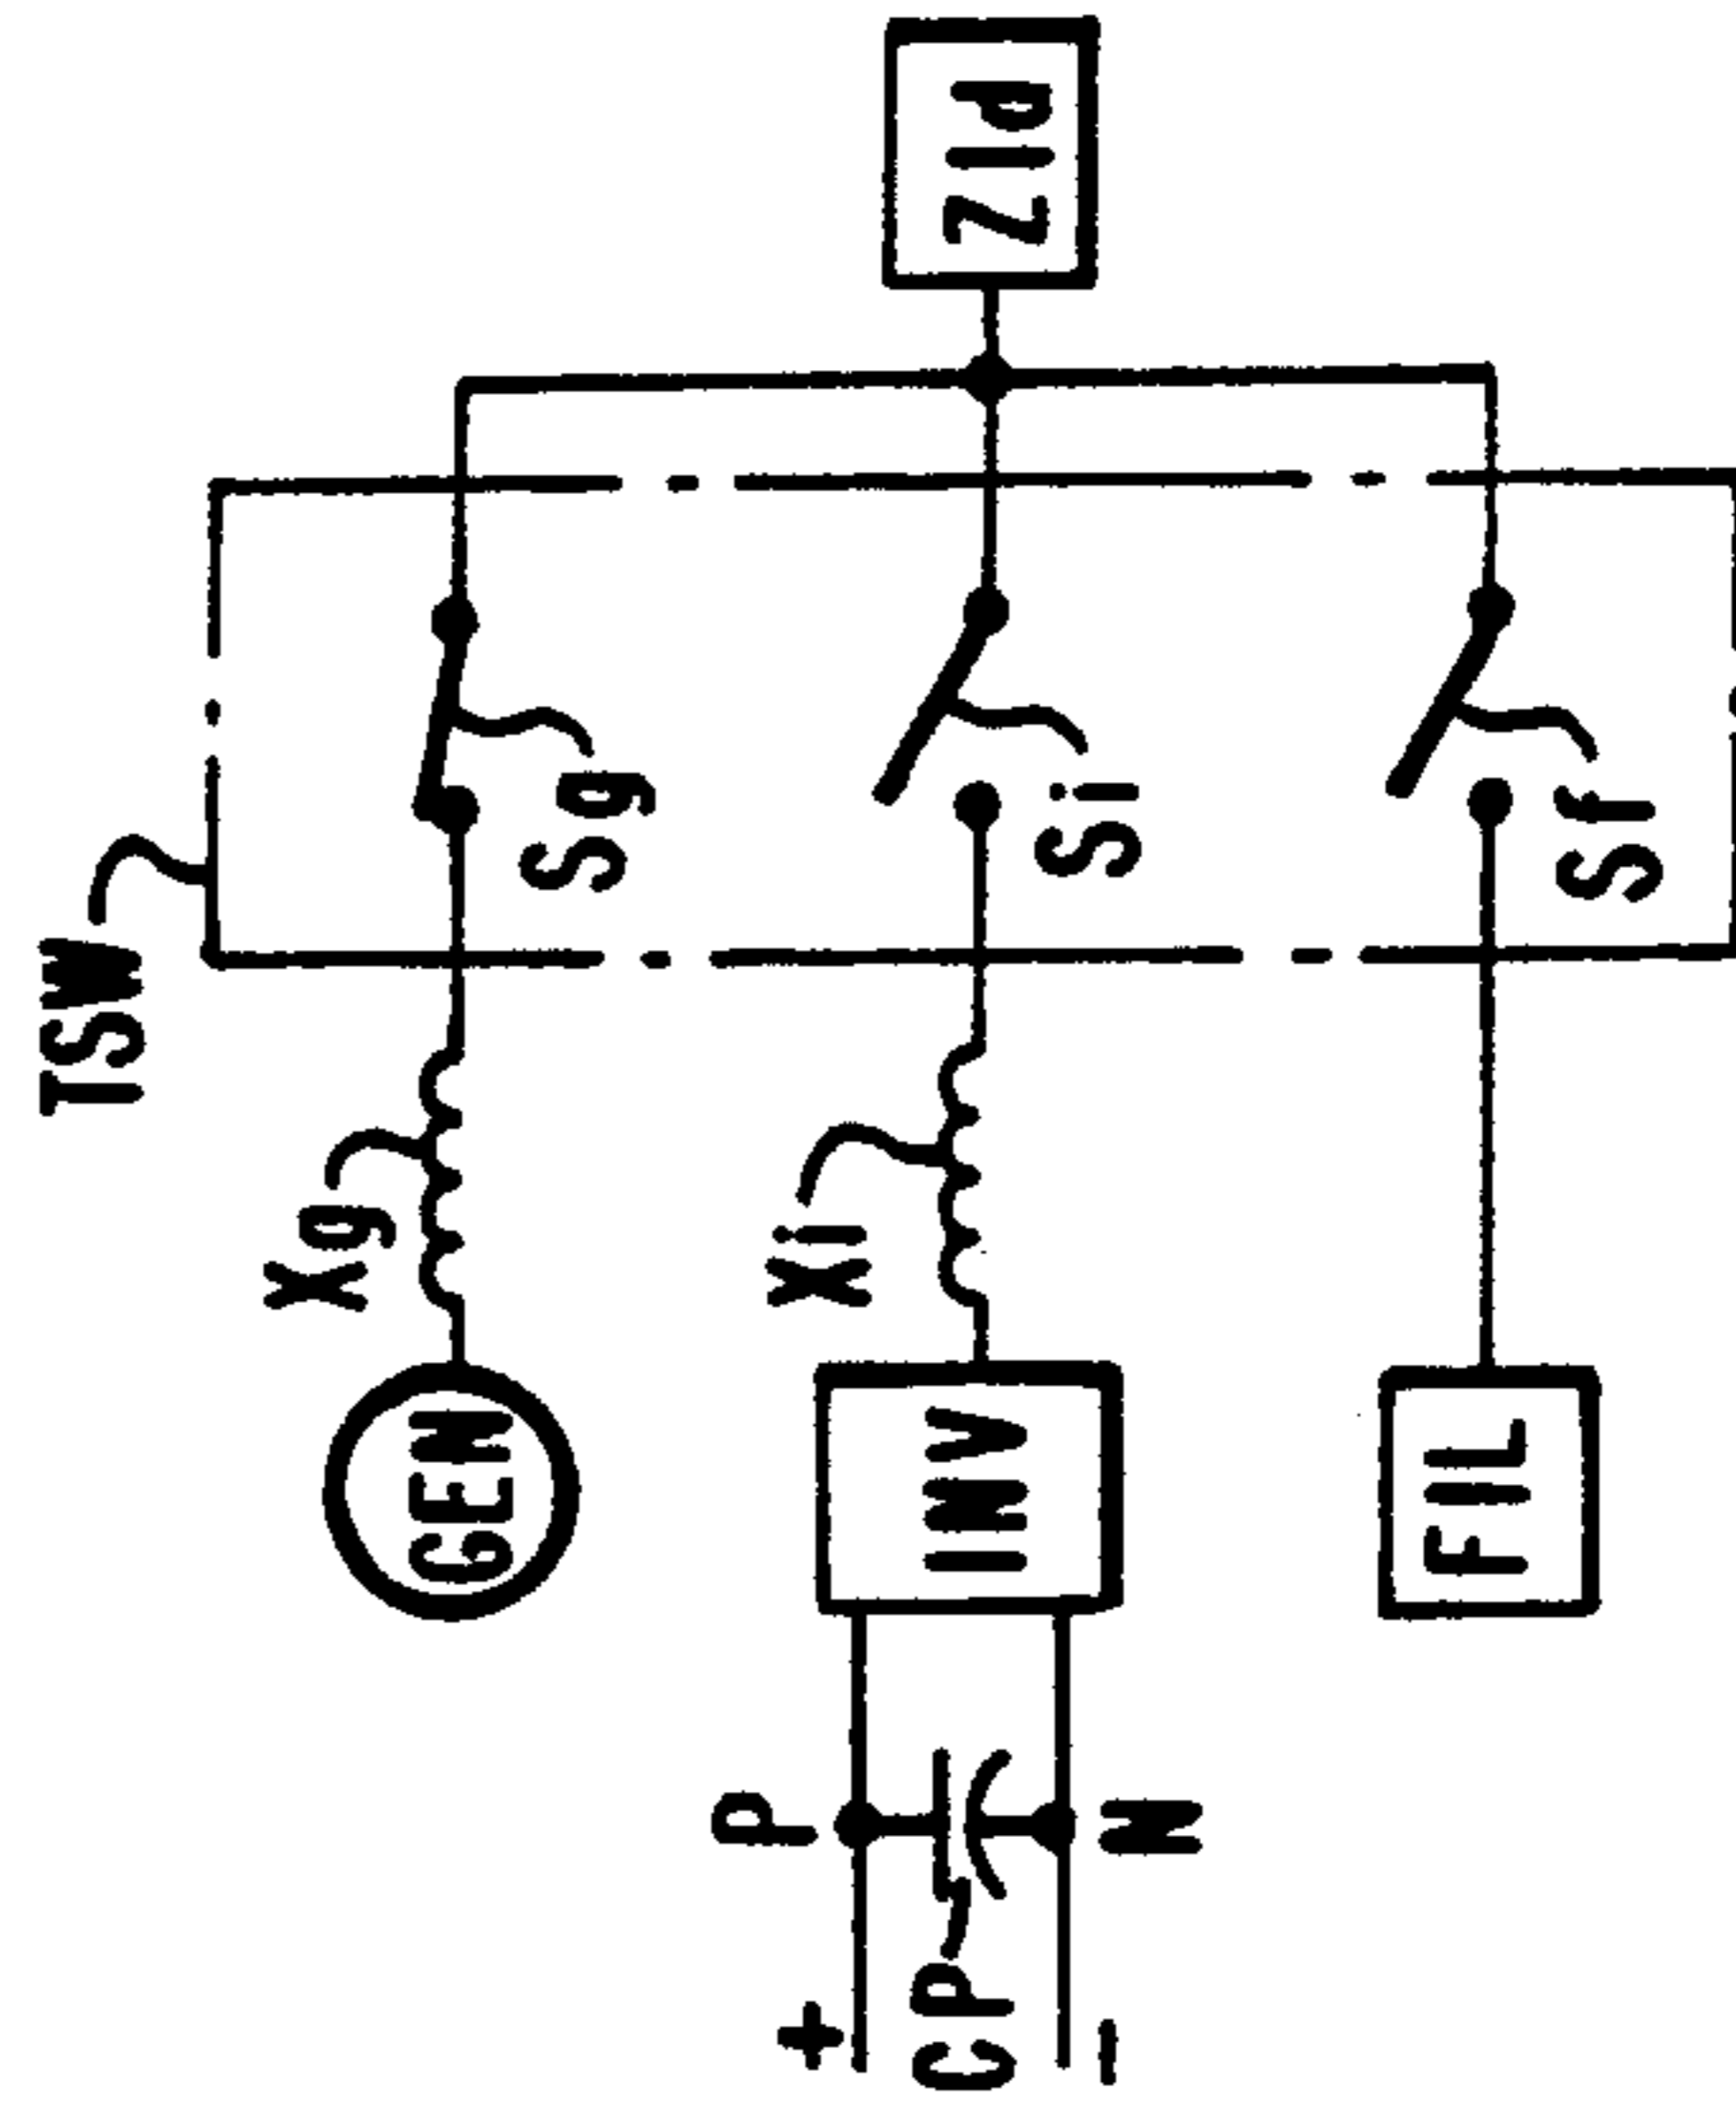 TSW
Xg
GEN
Sg
P
Xi
+
Cp
INV
Zld
Si
−
N
FIL
Sf